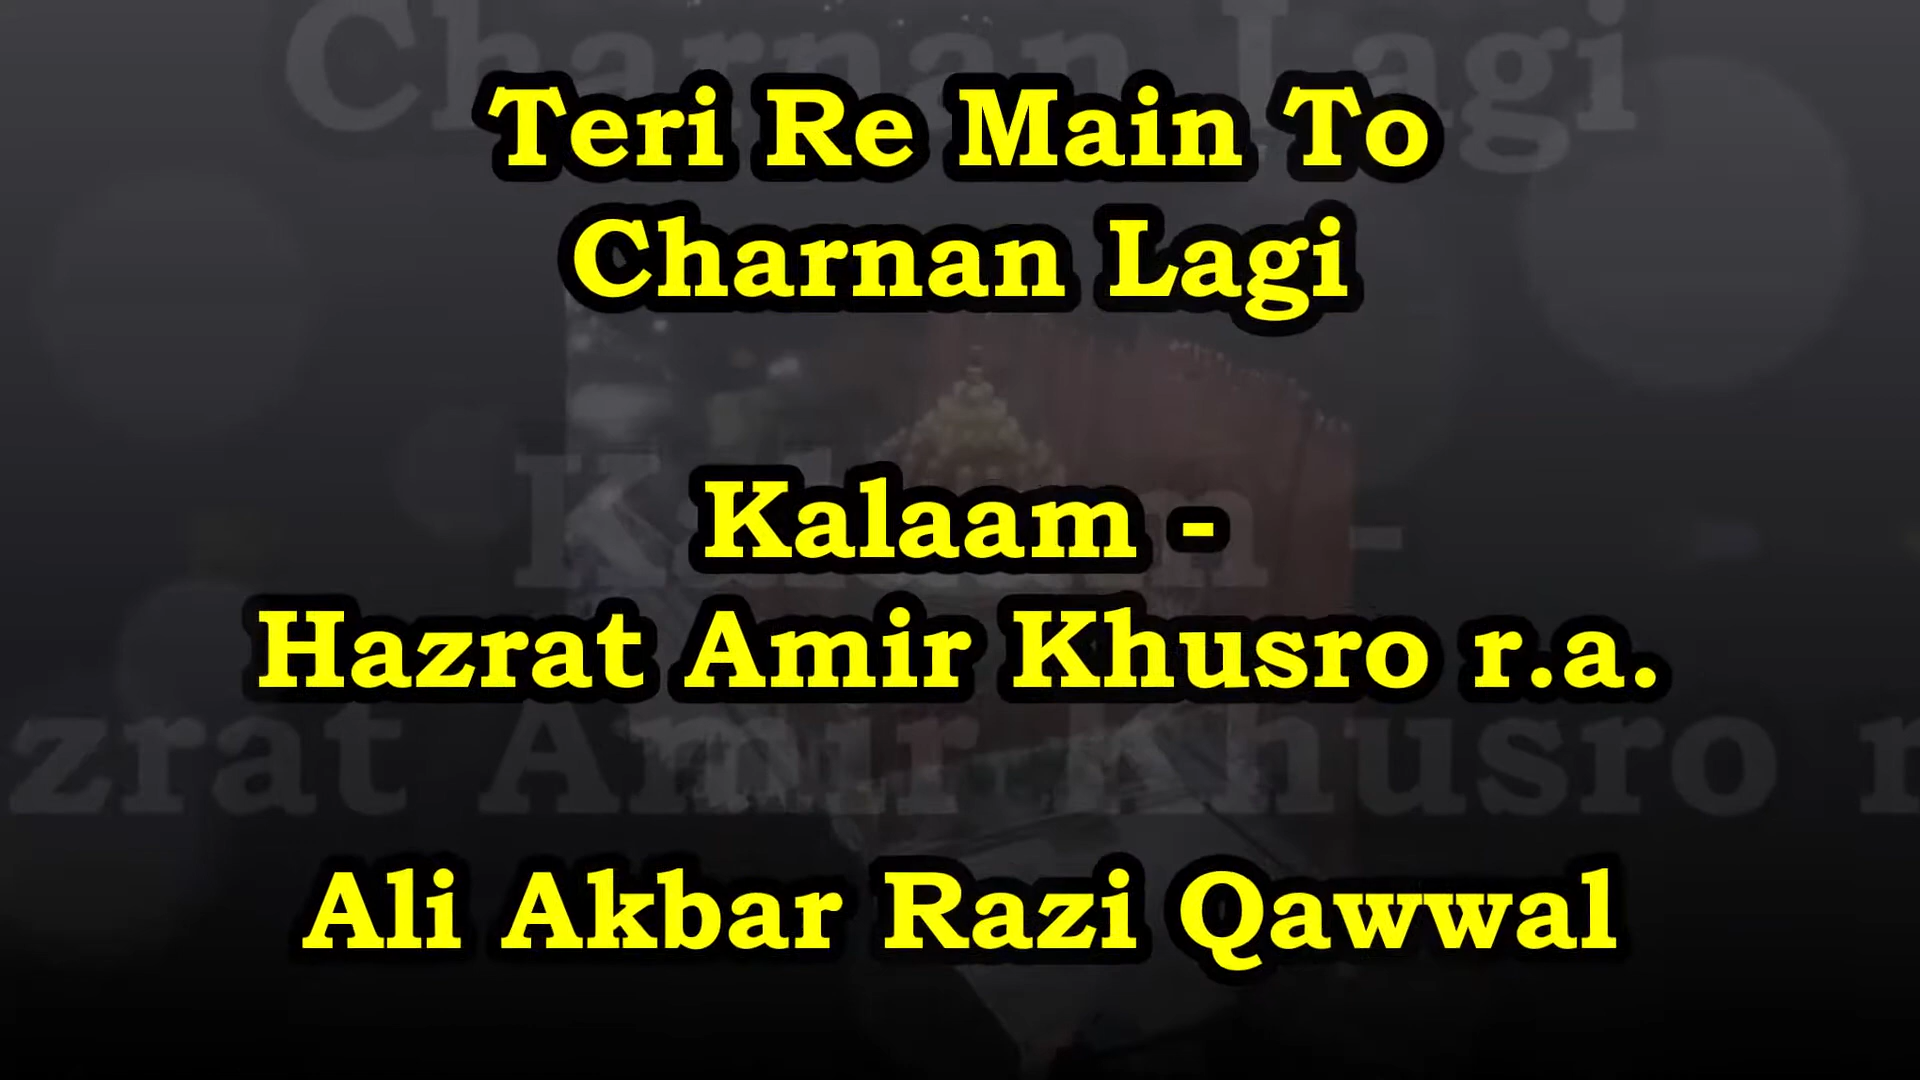 Teri Re Main To
Charnan Lagi
Kalaam -
Hazrat Amir Khusro r.a.
Ali Akbar Razi Qawwal